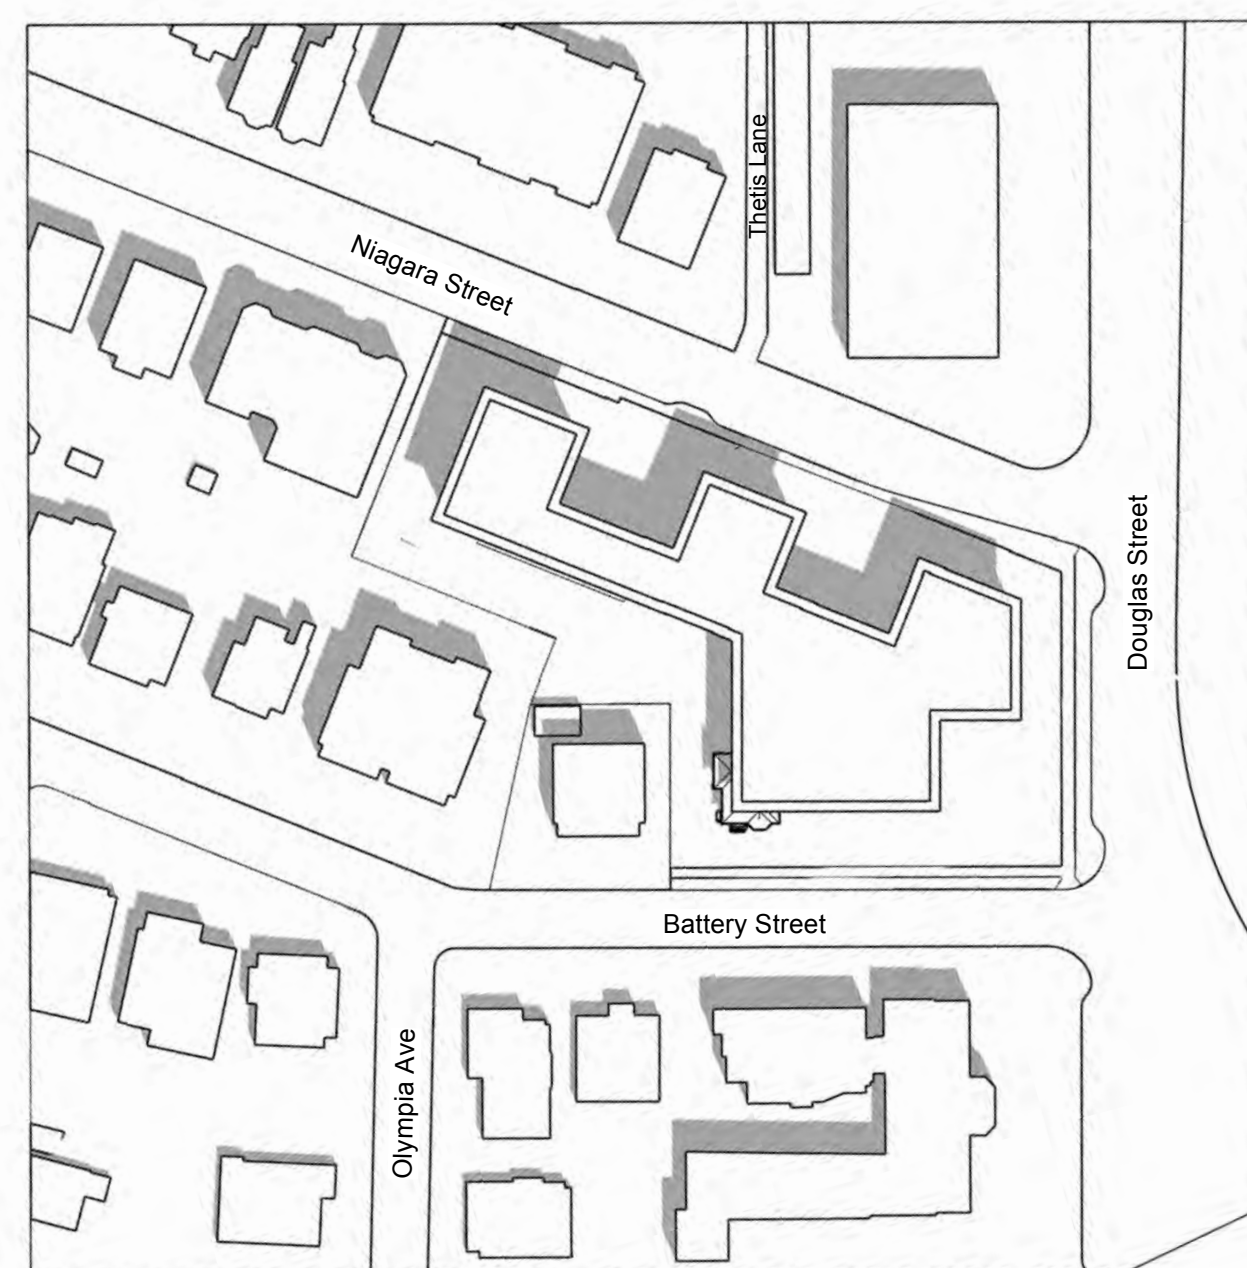 Thetis Lane
Niagara Street
Douglas Street
Battery Street
Olympia Ave